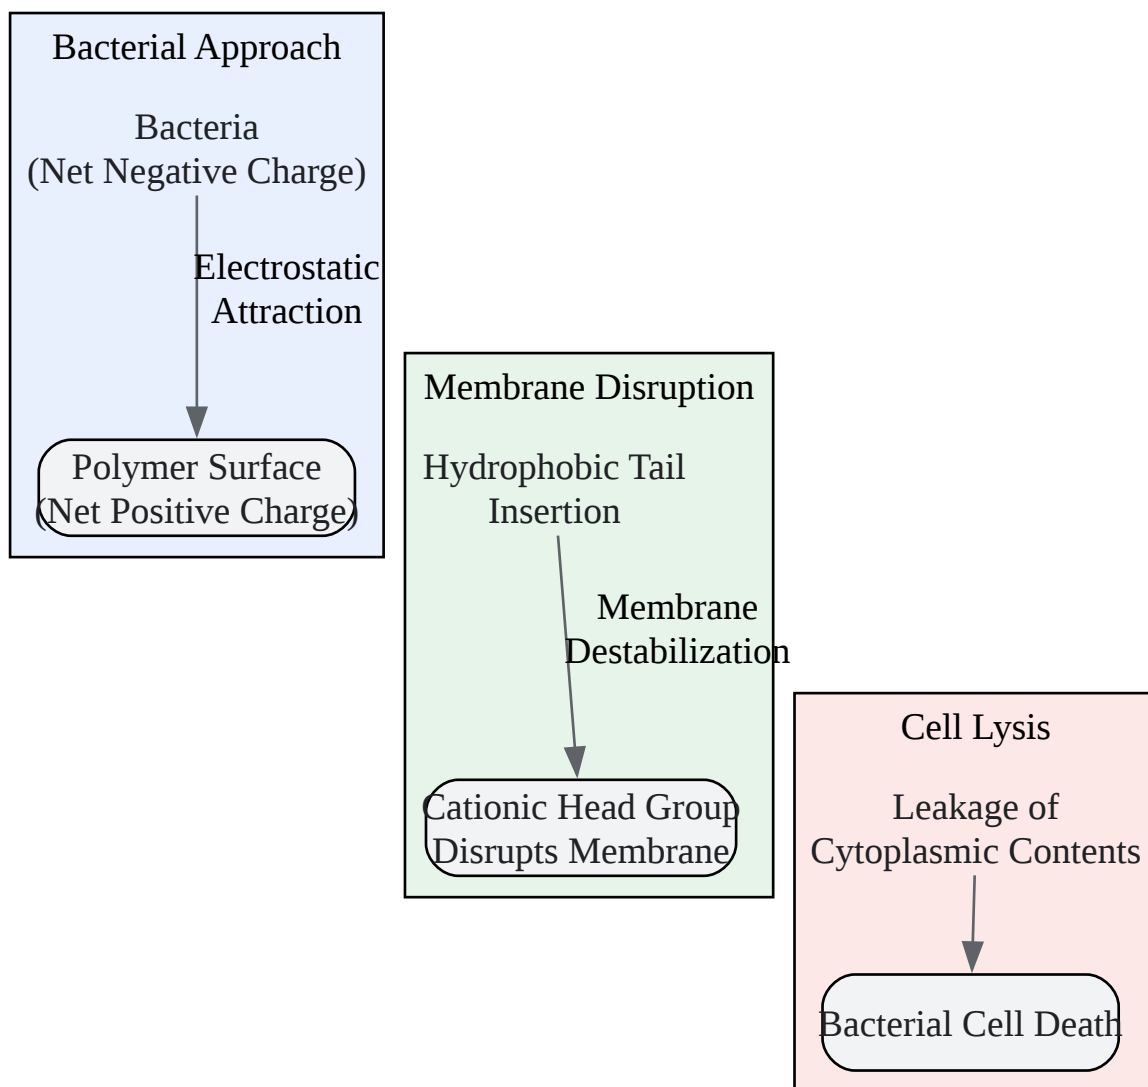 Bacterial Approach
Bacteria
(Net Negative Charge)
Electrostatic
Attraction
Polymer Surface
(Net Positive Charge)
Membrane Disruption
Hydrophobic Tail
Insertion
Membrane
Destabilization
Cationic Head Group
Disrupts Membrane
Cell Lysis
Leakage of
Cytoplasmic Contents
Bacterial Cell Death